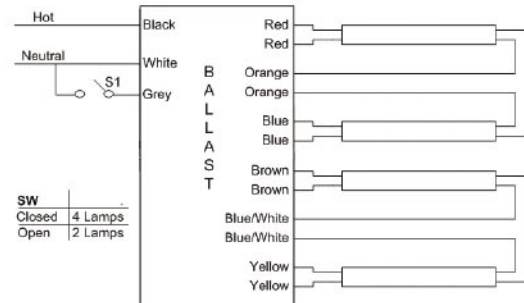 Hot
Black
Neutral
White
S1
Grey
BALLAST
Red
Red
Orange
Orange
Blue
Blue
Brown
Brown
Blue/White
Blue/White
Yellow
Yellow
SW
Closed 4 Lamps
Open 2 Lamps